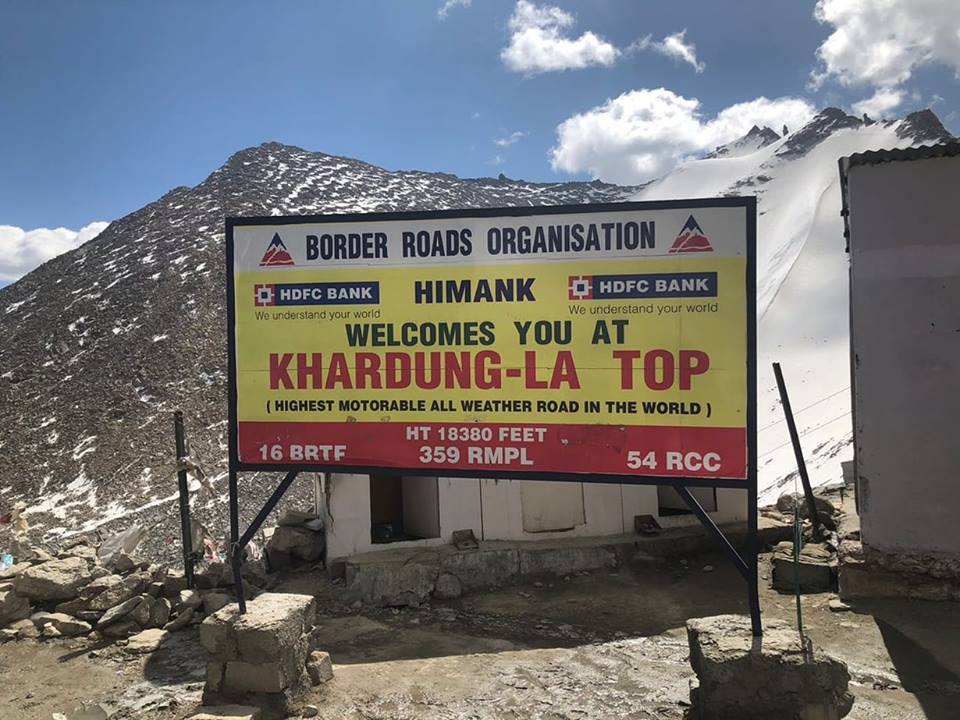 BORDER ROADS ORGANISATION
HDFC BANK HIMANK HDFC BANK
We understand your world We understand your world
WELCOMES YOU AT
KHARDUNG-LA TOP
( HIGHEST MOTORABLE ALL WEATHER ROAD IN THE WORLD )
HT 18380 FEET
16 BRTF 359 RMPL 54 RCC